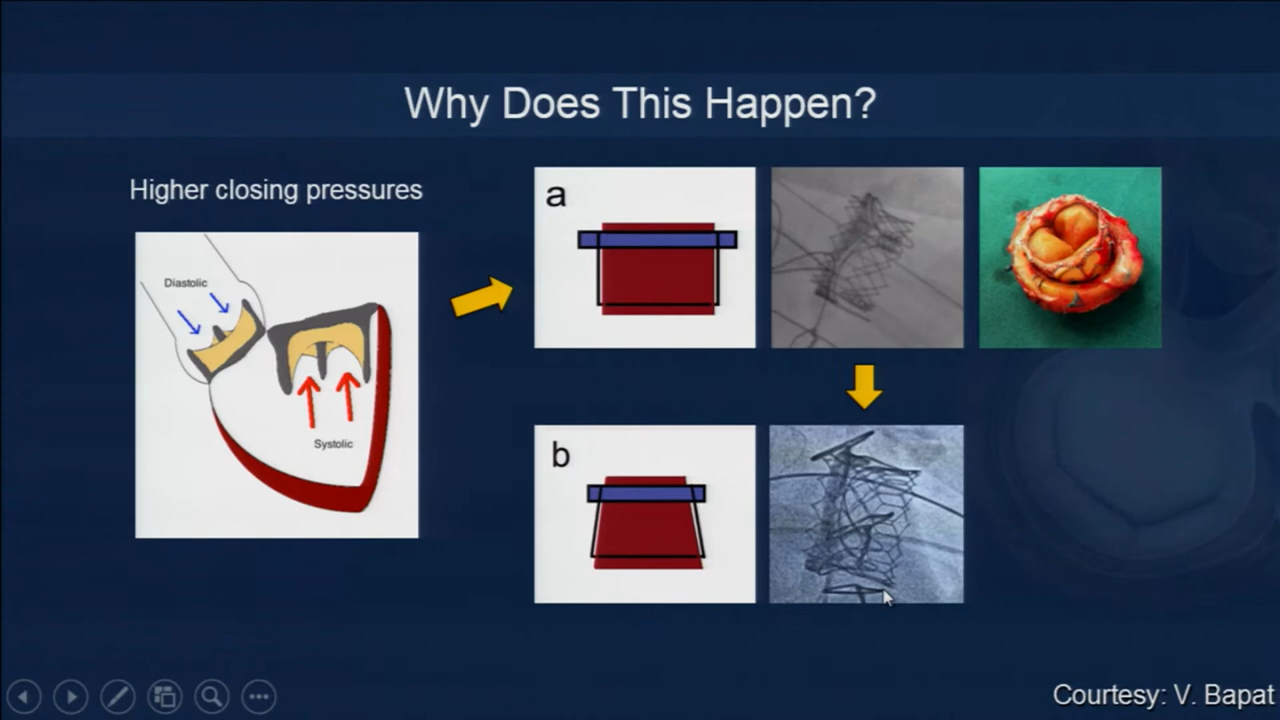 Why Does This Happen?
Higher closing pressures
Diastolic
Systolic
a
b
Courtesy: V. Bapat